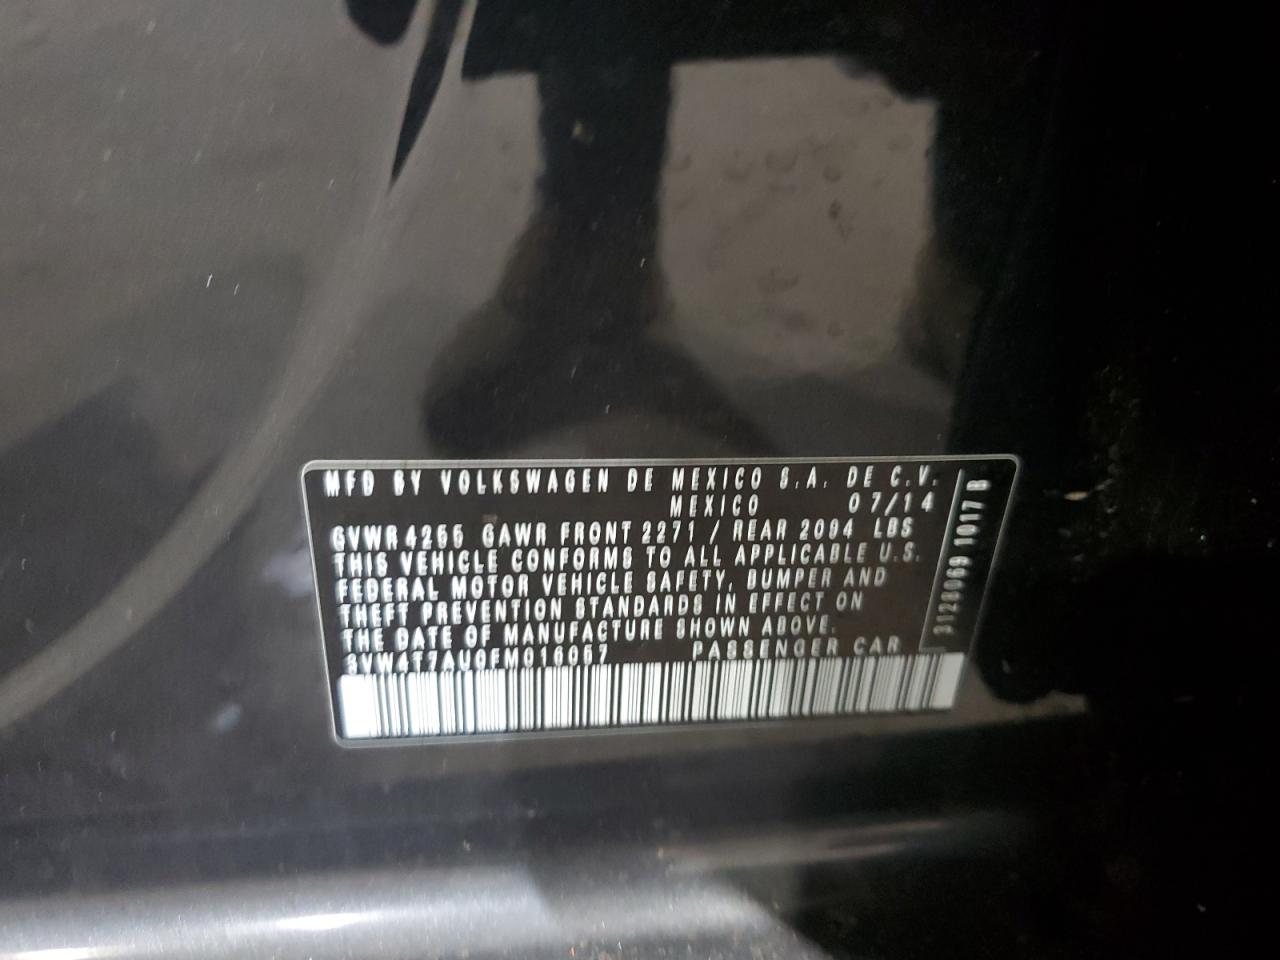 MFD BY VOLKSWAGEN DE MEXICO S.A. DE C.V.
MEXICO 07/14
GVWR 4255 GAWR FRONT 2271 / REAR 2094 LBS
THIS VEHICLE CONFORMS TO ALL APPLICABLE U.S.
FEDERAL MOTOR VEHICLE SAFETY, BUMPER AND
THEFT PREVENTION STANDARDS IN EFFECT ON
THE DATE OF MANUFACTURE SHOWN ABOVE.
3VW4T7AU0FM016057 PASSENGER CAR
3128069 1017 B